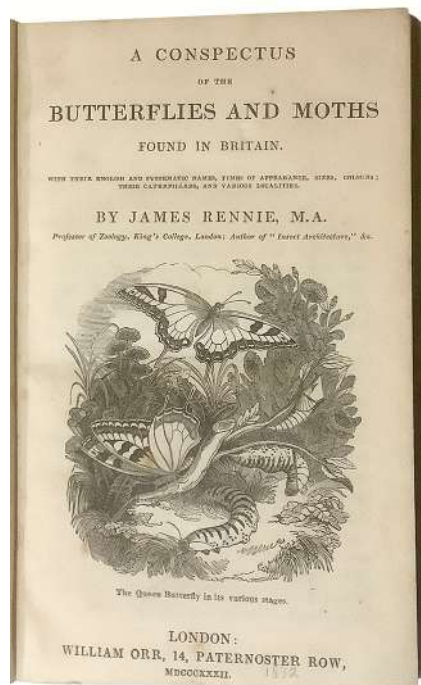 A CONSPECTUS
OF THE
BUTTERFLIES AND MOTHS
FOUND IN BRITAIN.
WITH THEIR ENGLISH AND SYSTEMATIC NAMES, TIMES OF APPEARANCE, SIZES, COLOURS;
THEIR CATERPILLARS, AND VARIOUS LOCALITIES.
BY JAMES RENNIE, M.A.
Professor of Zoology, King's College, London; Author of "Insect Architecture," &c.
The Queen Butterfly in its various stages.
LONDON:
WILLIAM ORR, 14, PATERNOSTER ROW,
MDCCCXXXII.
1832